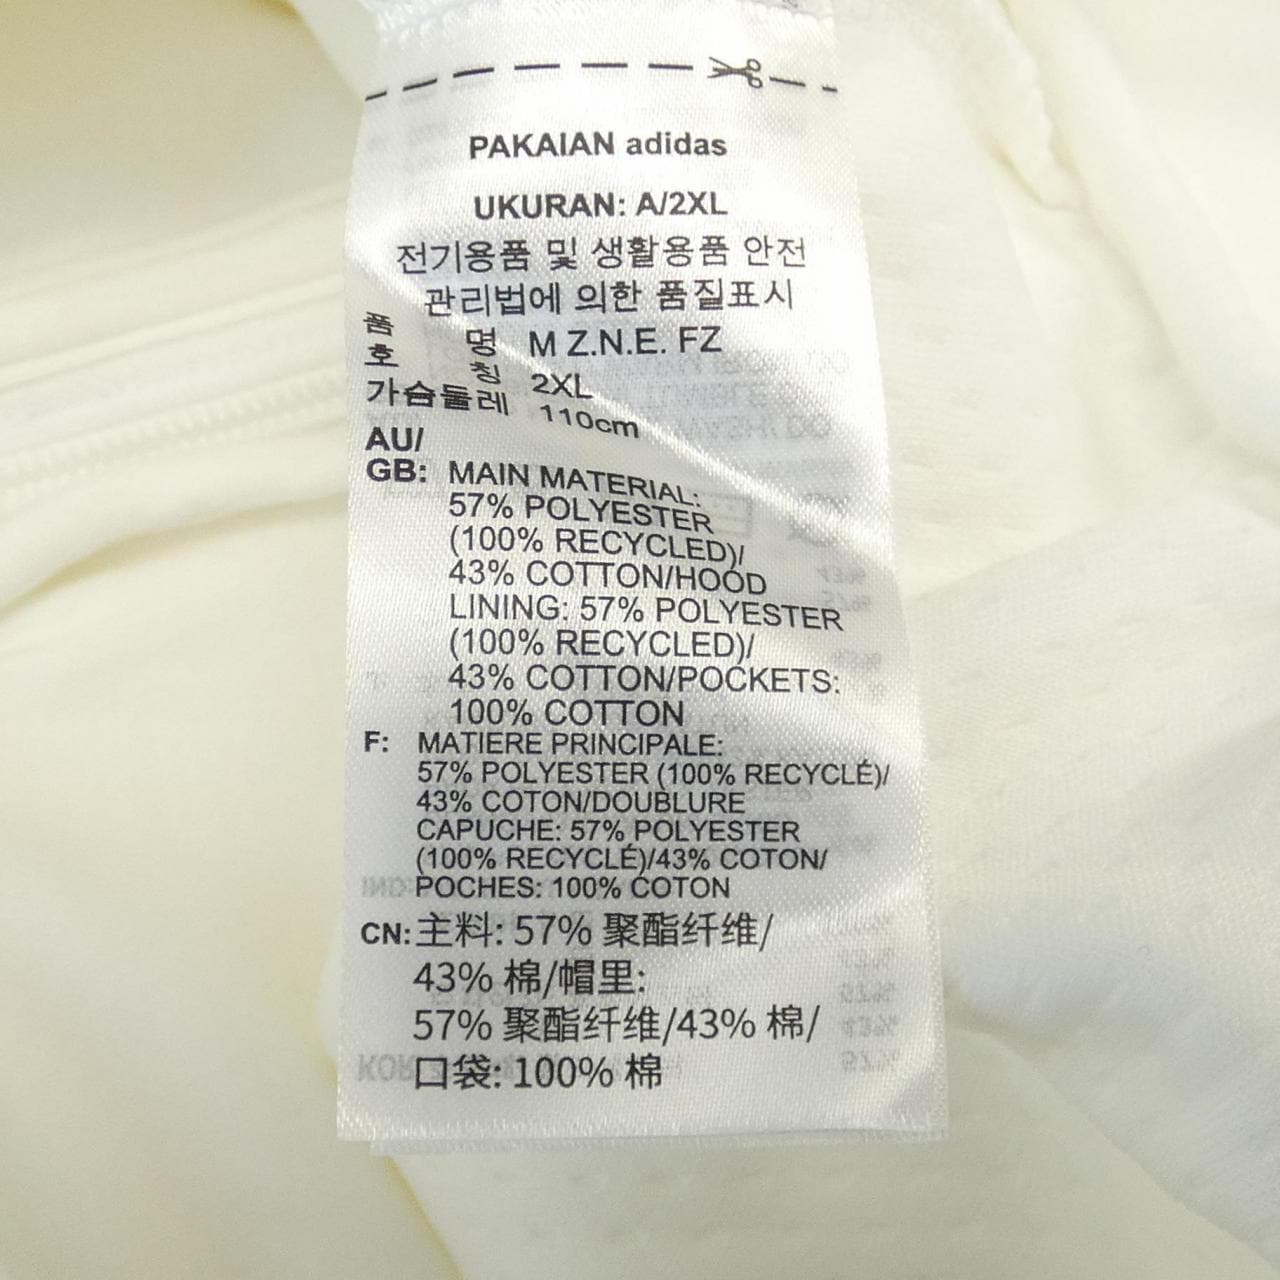 PAKAIAN adidas
UKURAN: A/2XL
전기용품 및 생활용품 안전
관리법에 의한 품질표시
품 명 M Z.N.E. FZ
호 칭 2XL
가슴둘레 110cm
AU/
GB: MAIN MATERIAL:
57% POLYESTER
(100% RECYCLED)/
43% COTTON/HOOD
LINING: 57% POLYESTER
(100% RECYCLED)/
43% COTTON/POCKETS:
100% COTTON
F: MATIERE PRINCIPALE:
57% POLYESTER (100% RECYCLÉ)/
43% COTON/DOUBLURE
CAPUCHE: 57% POLYESTER
(100% RECYCLÉ)/43% COTON/
POCHES: 100% COTON
CN: 主料: 57% 聚酯纤维/
43% 棉/帽里:
57% 聚酯纤维/43% 棉/
口袋: 100% 棉